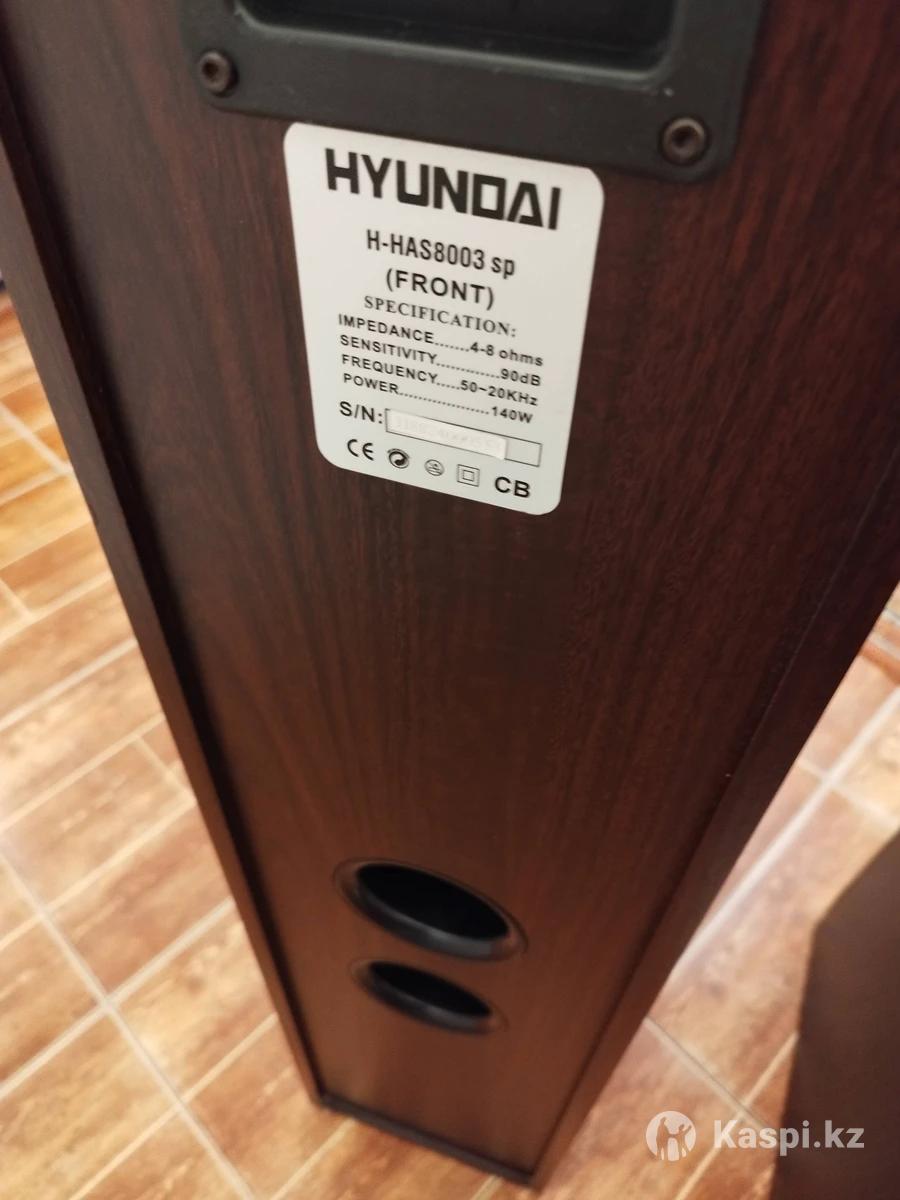 HYUNDAI
H-HAS8003 sp
(FRONT)
SPECIFICATION:
IMPEDANCE.......4-8 ohms
SENSITIVITY..............90dB
FREQUENCY.....50~20KHz
POWER....................140W
S/N:
CE
CB
Kaspi.kz